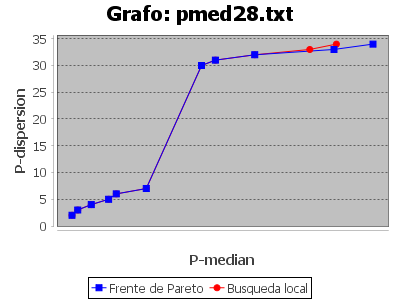 Grafo: pmed28.txt
35
30
25
20
15
10
5
0
P-dispersion
P-median
Frente de Pareto Busqueda local